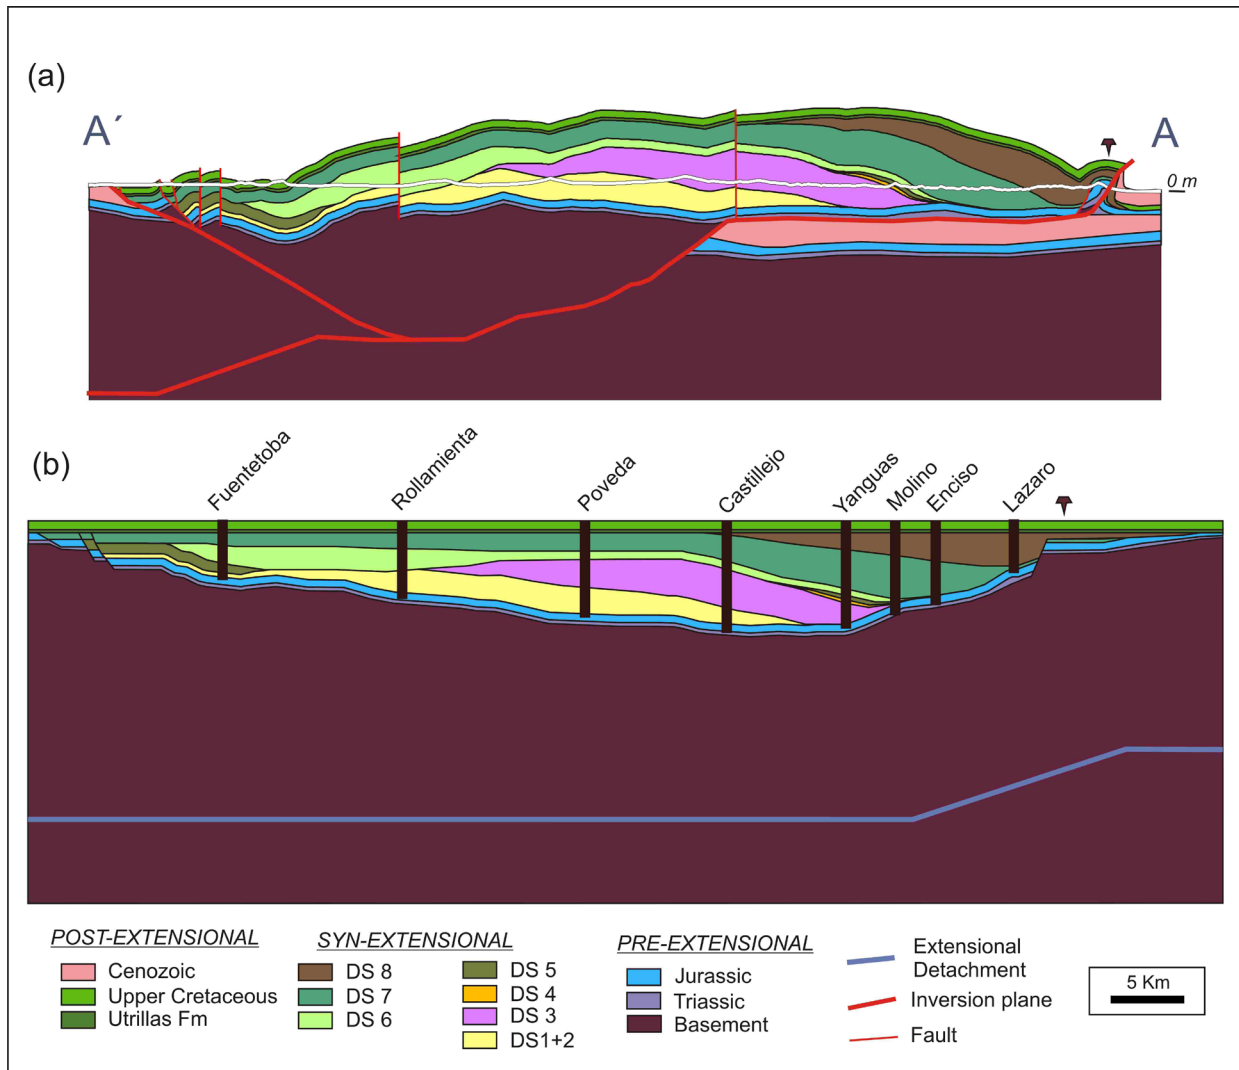 (a)
A´
A
0 m
(b)
Fuentetoba
Rollamienta
Poveda
Castillejo
Yanguas
Molino
Enciso
Lazaro
POST-EXTENSIONAL
Cenozoic
Upper Cretaceous
Utrillas Fm
SYN-EXTENSIONAL
DS 8
DS 7
DS 6
DS 5
DS 4
DS 3
DS1+2
PRE-EXTENSIONAL
Jurassic
Triassic
Basement
Extensional
Detachment
Inversion plane
Fault
5 Km